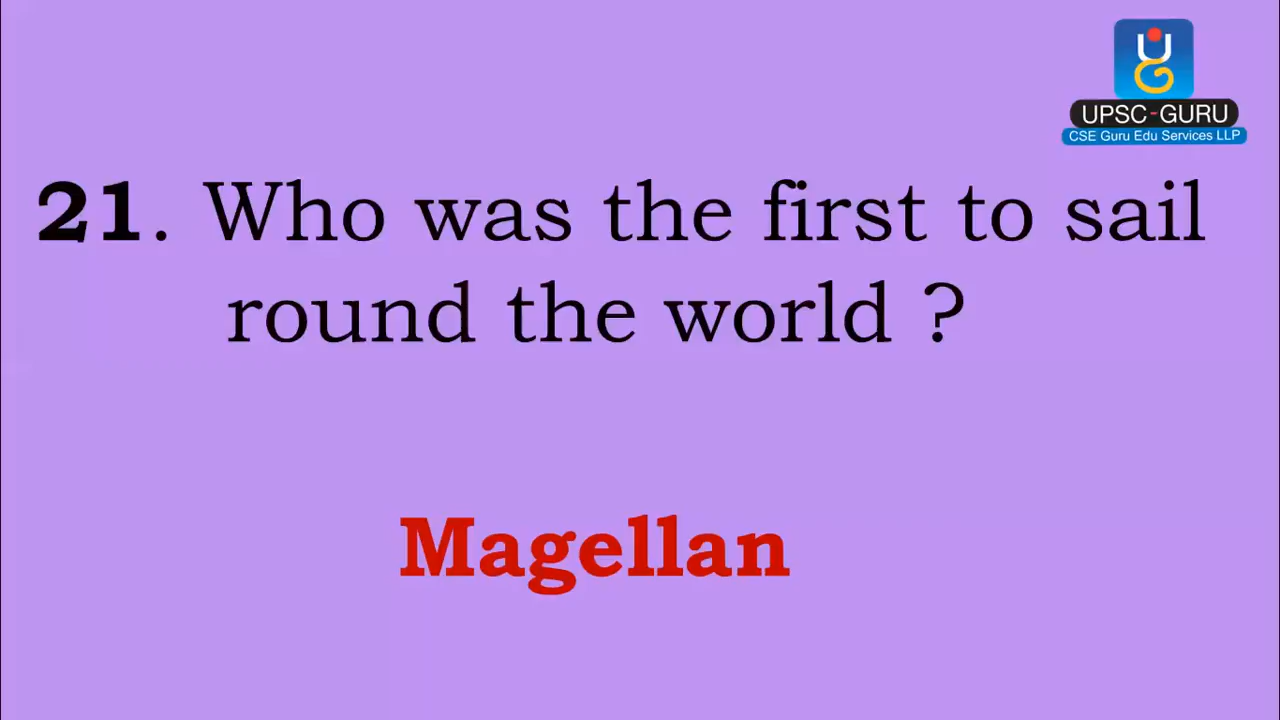 UPSC-GURU
CSE Guru Edu Services LLP
21. Who was the first to sail
round the world ?
Magellan